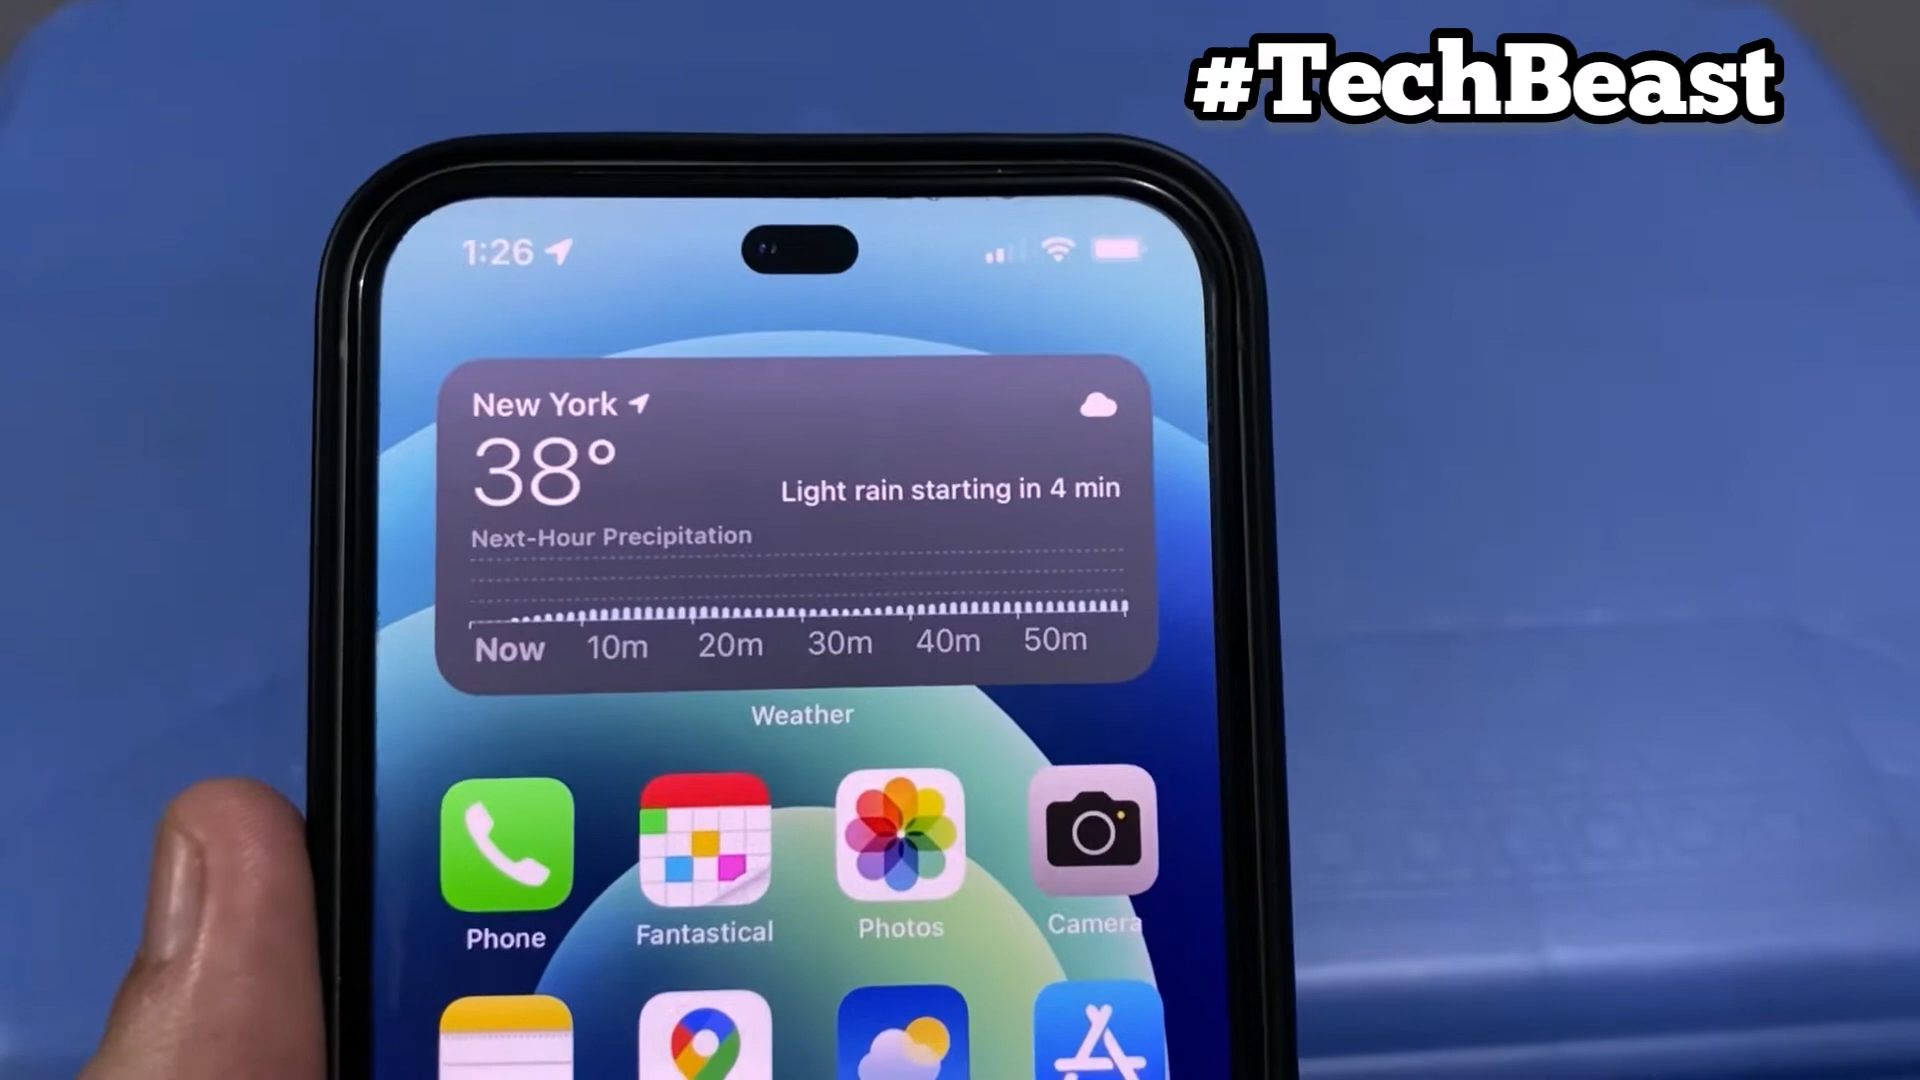 #TechBeast
1:26
New York
38°
Light rain starting in 4 min
Next-Hour Precipitation
Now 10m 20m 30m 40m 50m
Weather
Phone Fantastical Photos Camera